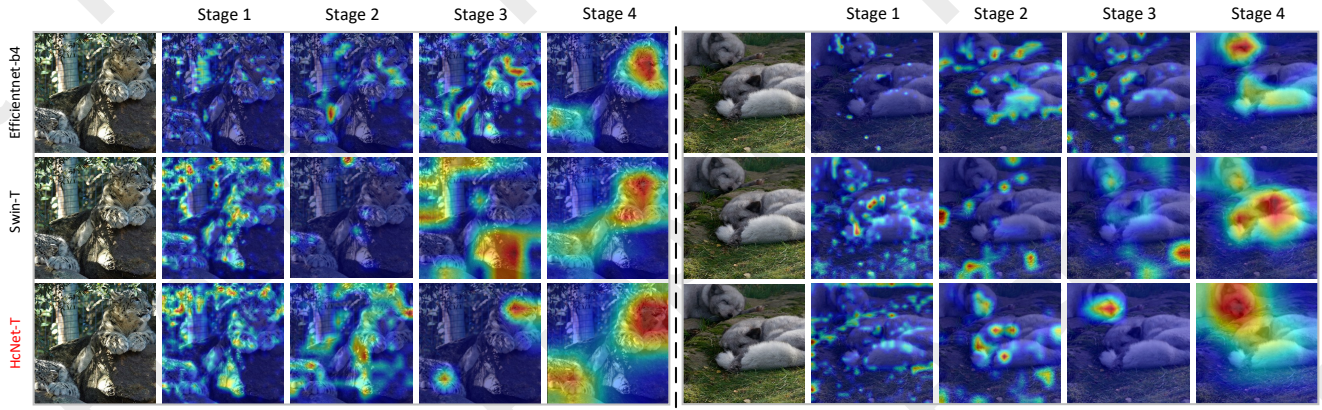 Stage 1 Stage 2 Stage 3 Stage 4 Stage 1 Stage 2 Stage 3 Stage 4
Efficientnet-b4
Swin-T
HcNet-T